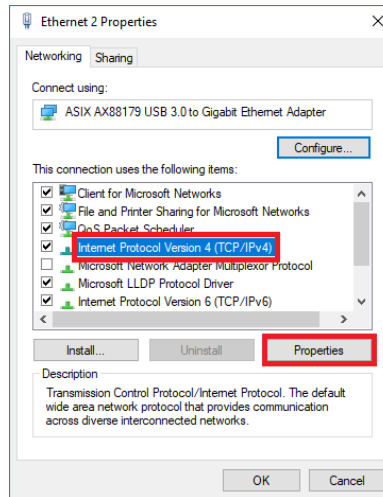 Ethernet 2 Properties
Networking
Sharing
Connect using:
ASIX AX88179 USB 3.0 to Gigabit Ethernet Adapter
Configure...
This connection uses the following items:
Client for Microsoft Networks
File and Printer Sharing for Microsoft Networks
QoS Packet Scheduler
Internet Protocol Version 4 (TCP/IPv4)
Microsoft Network Adapter Multiplexor Protocol
Microsoft LLDP Protocol Driver
Internet Protocol Version 6 (TCP/IPv6)
Install...
Uninstall
Properties
Description
Transmission Control Protocol/Internet Protocol. The default
wide area network protocol that provides communication
across diverse interconnected networks.
OK
Cancel